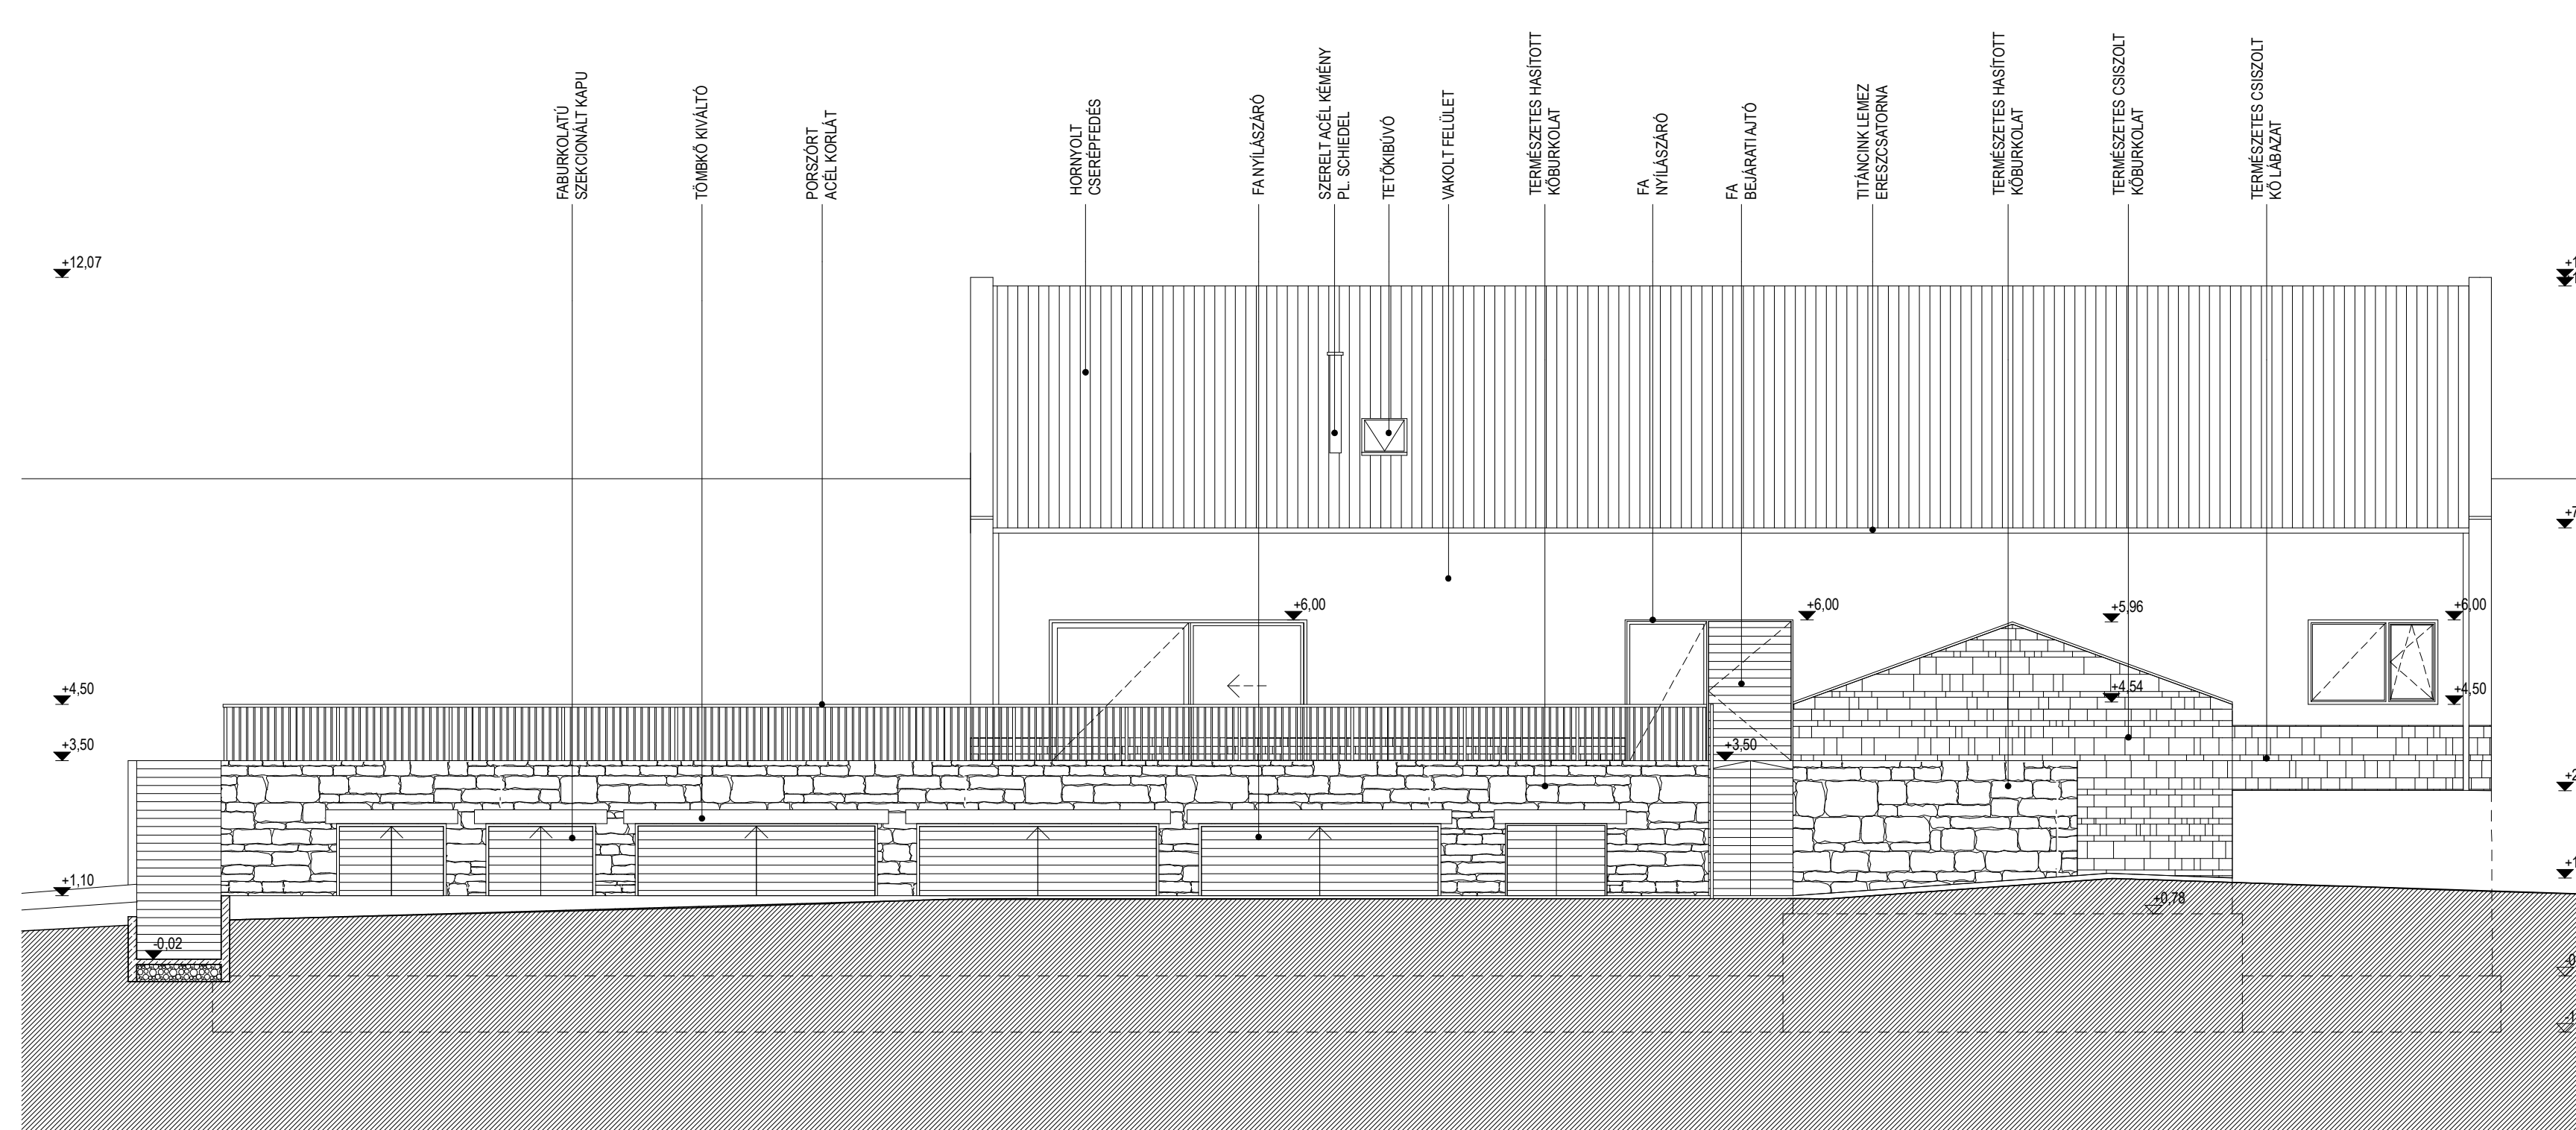 FABURKOLATÚ
SZEKCIONÁLT KAPU
TÖMBKŐ KIVÁLTÓ
PORSZÓRT
ACÉL KORLÁT
HORNYOLT
CSERÉPFEDÉS
FA NYÍLÁSZÁRÓ
SZERELT ACÉL KÉMÉNY
PL. SCHIEDEL
TETŐKIBÚVÓ
VAKOLT FELÜLET
TERMÉSZETES HASÍTOTT
KŐBURKOLAT
FA
NYÍLÁSZÁRÓ
FA
BEJÁRATI AJTÓ
TITÁNCINK LEMEZ
ERESZCSATORNA
TERMÉSZETES HASÍTOTT
KŐBURKOLAT
TERMÉSZETES CSISZOLT
KŐBURKOLAT
TERMÉSZETES CSISZOLT
KŐ LÁBAZAT
+12,07
+6,00
+6,00
+5,96
+6,00
+4,50
+4,54
+4,50
+3,50
+3,50
+1,10
+0,78
-0,02